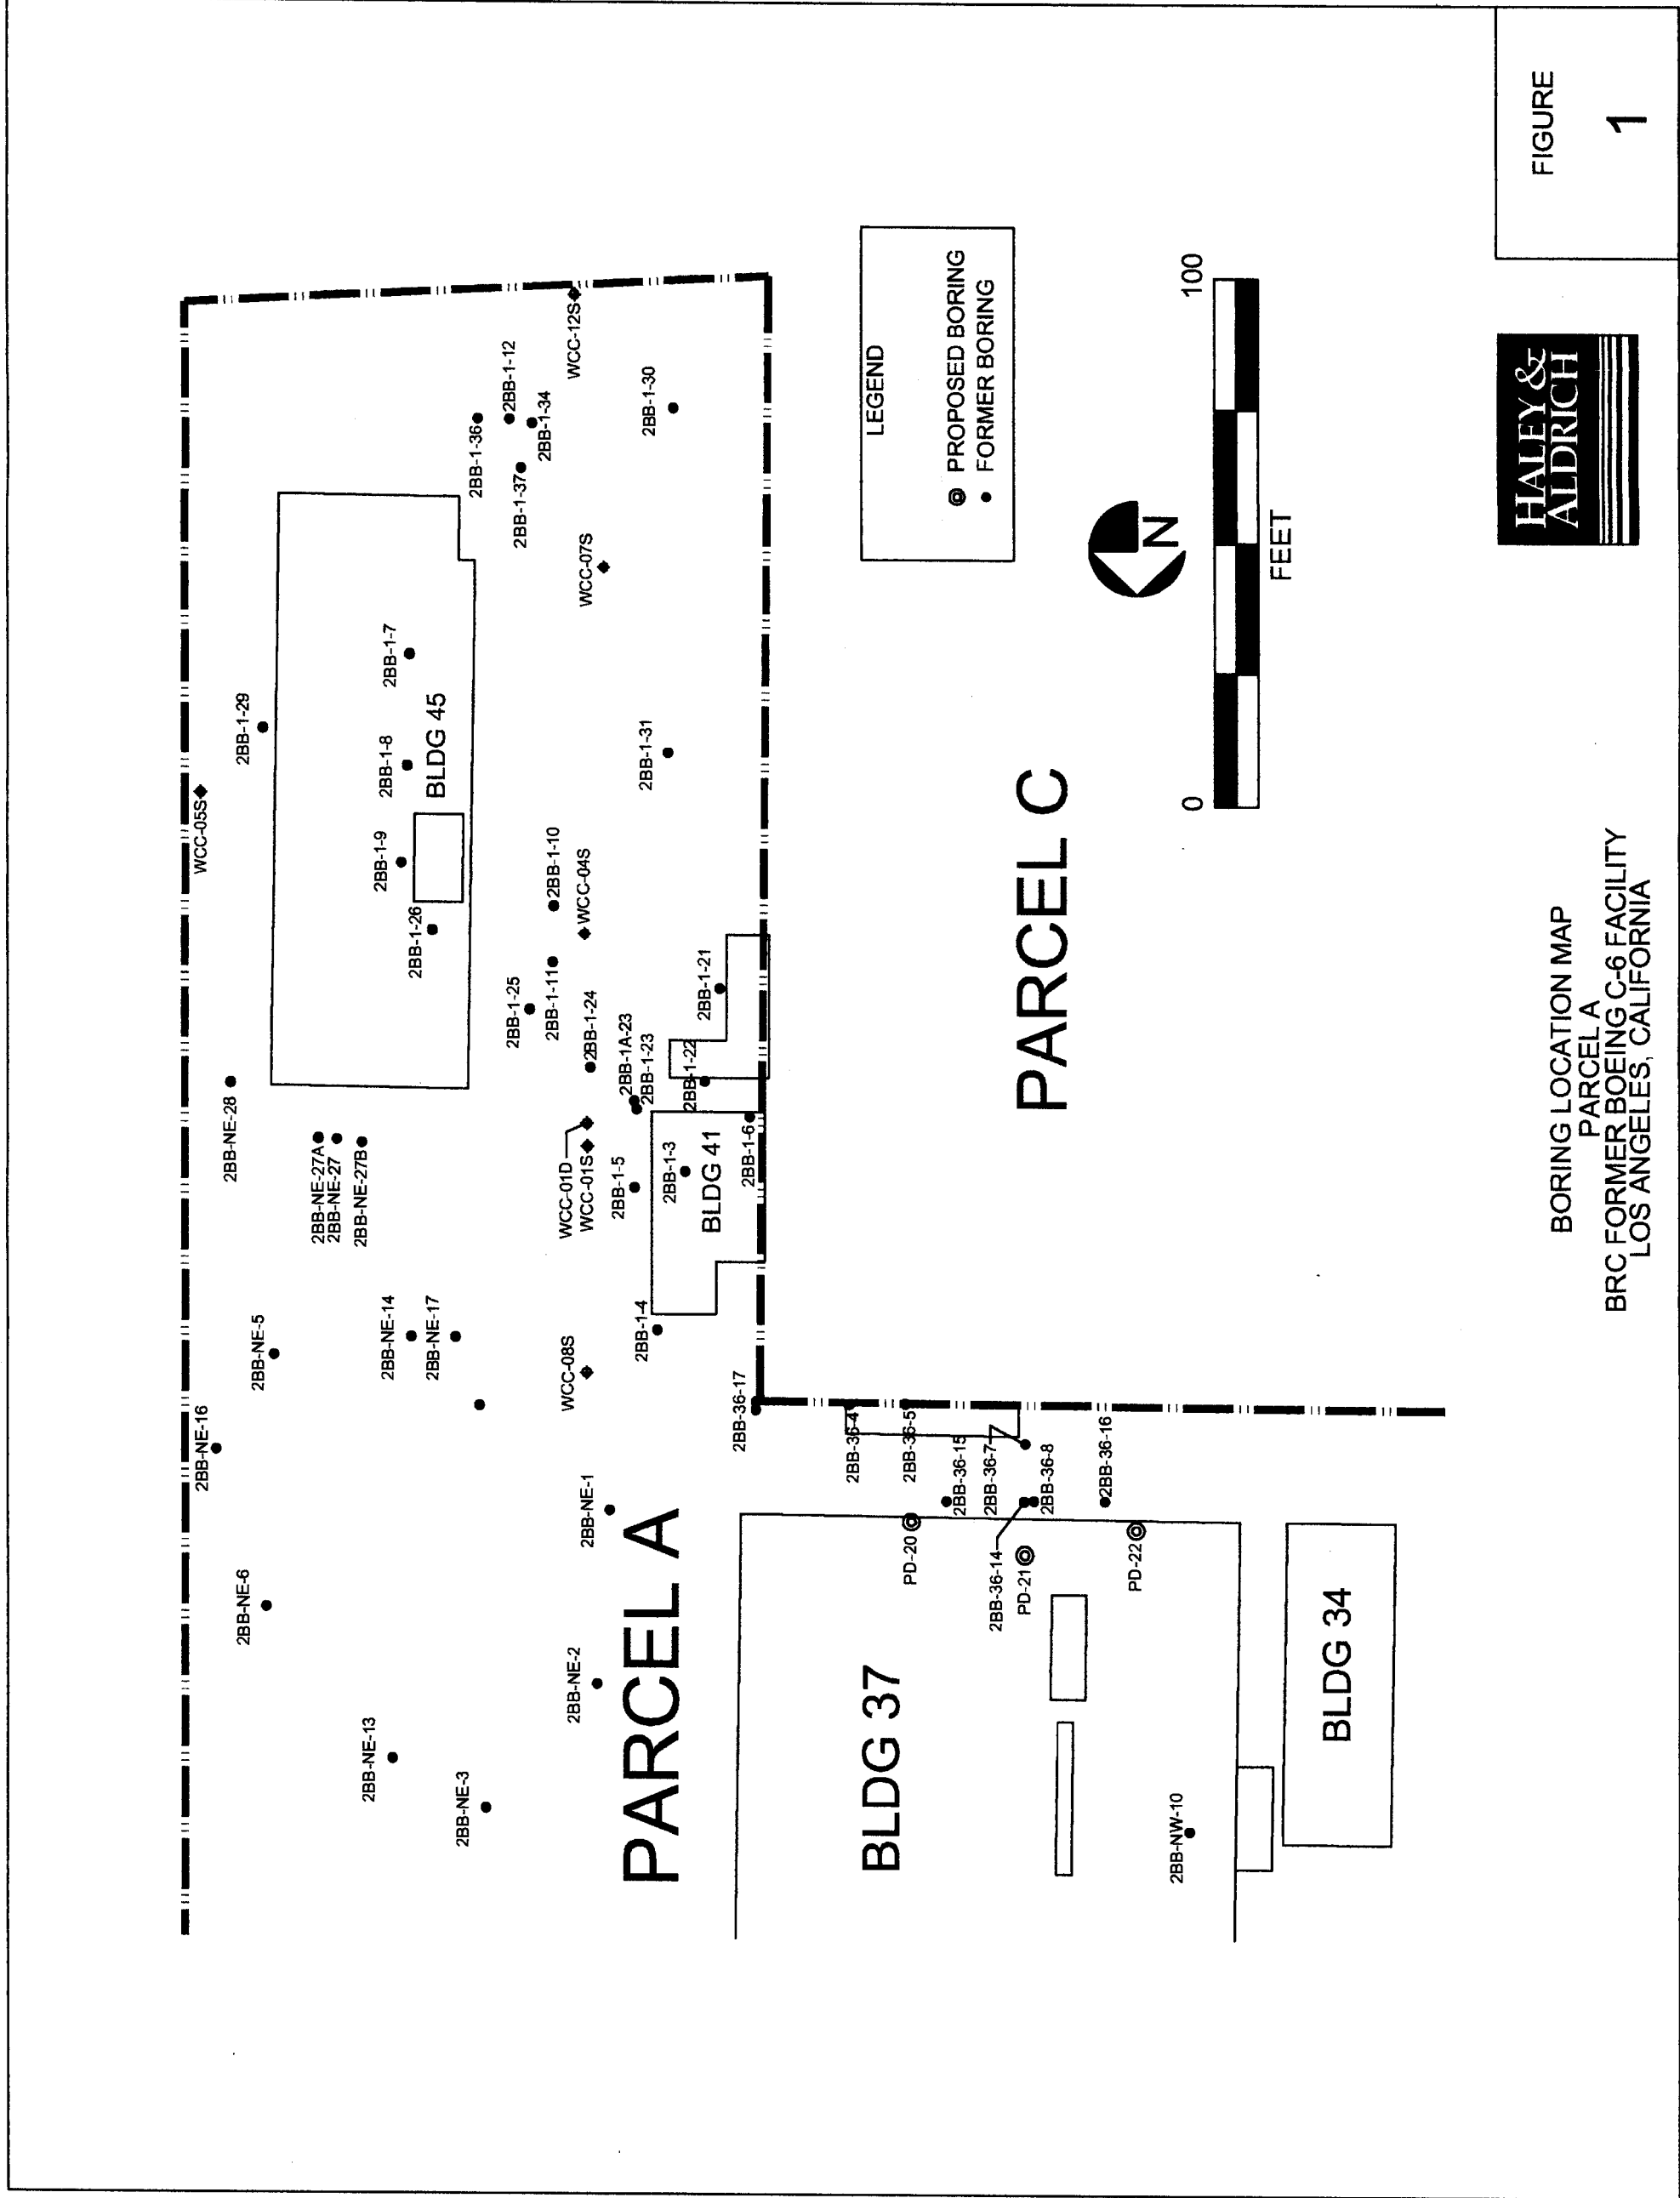 WCC-05S
2BB-1-29
2BB-NE-28
2BB-NE-5
2BB-NE-16
2BB-NE-6
2BB-NE-13
2BB-NE-3
2BB-NE-27A
2BB-NE-27
2BB-NE-27B
2BB-NE-14
2BB-NE-17
2BB-1-7
2BB-1-8
2BB-1-9
2BB-1-26
BLDG 45
2BB-1-36
2BB-1-12
2BB-1-37
2BB-1-34
WCC-12S
WCC-07S
2BB-1-30
2BB-1-31
2BB-1-25
2BB-1-11
2BB-1-10
WCC-04S
2BB-1-24
WCC-01D
WCC-01S
2BB-1A-23
2BB-1-23
2BB-1-22
2BB-1-21
2BB-1-5
2BB-1-3
2BB-1-6
BLDG 41
2BB-1-4
WCC-08S
2BB-NE-1
2BB-NE-2
PARCEL A
2BB-36-17
2BB-36-4
2BB-36-5
2BB-36-15
2BB-36-7
2BB-36-8
2BB-36-14
2BB-36-16
PD-20
PD-21
PD-22
BLDG 37
2BB-NW-10
BLDG 34
PARCEL C
LEGEND
PROPOSED BORING
FORMER BORING
N
0
100
FEET
BORING LOCATION MAP
PARCEL A
BRC FORMER BOEING C-6 FACILITY
LOS ANGELES, CALIFORNIA
HALEY &
ALDRICH
FIGURE
1